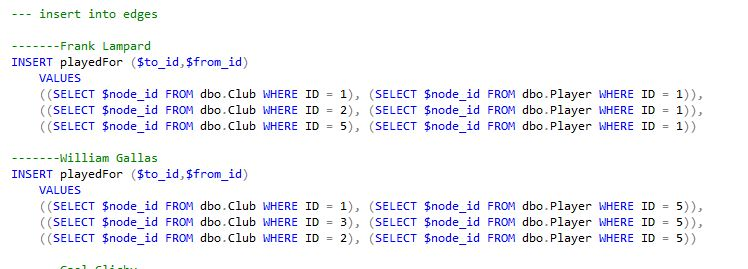 --- insert into edges
-------Frank Lampard
INSERT playedFor ($to_id,$from_id)
VALUES
((SELECT $node_id FROM dbo.Club WHERE ID = 1), (SELECT $node_id FROM dbo.Player WHERE ID = 1)),
((SELECT $node_id FROM dbo.Club WHERE ID = 2), (SELECT $node_id FROM dbo.Player WHERE ID = 1)),
((SELECT $node_id FROM dbo.Club WHERE ID = 5), (SELECT $node_id FROM dbo.Player WHERE ID = 1))
-------William Gallas
INSERT playedFor ($to_id,$from_id)
VALUES
((SELECT $node_id FROM dbo.Club WHERE ID = 1), (SELECT $node_id FROM dbo.Player WHERE ID = 5)),
((SELECT $node_id FROM dbo.Club WHERE ID = 3), (SELECT $node_id FROM dbo.Player WHERE ID = 5)),
((SELECT $node_id FROM dbo.Club WHERE ID = 2), (SELECT $node_id FROM dbo.Player WHERE ID = 5))